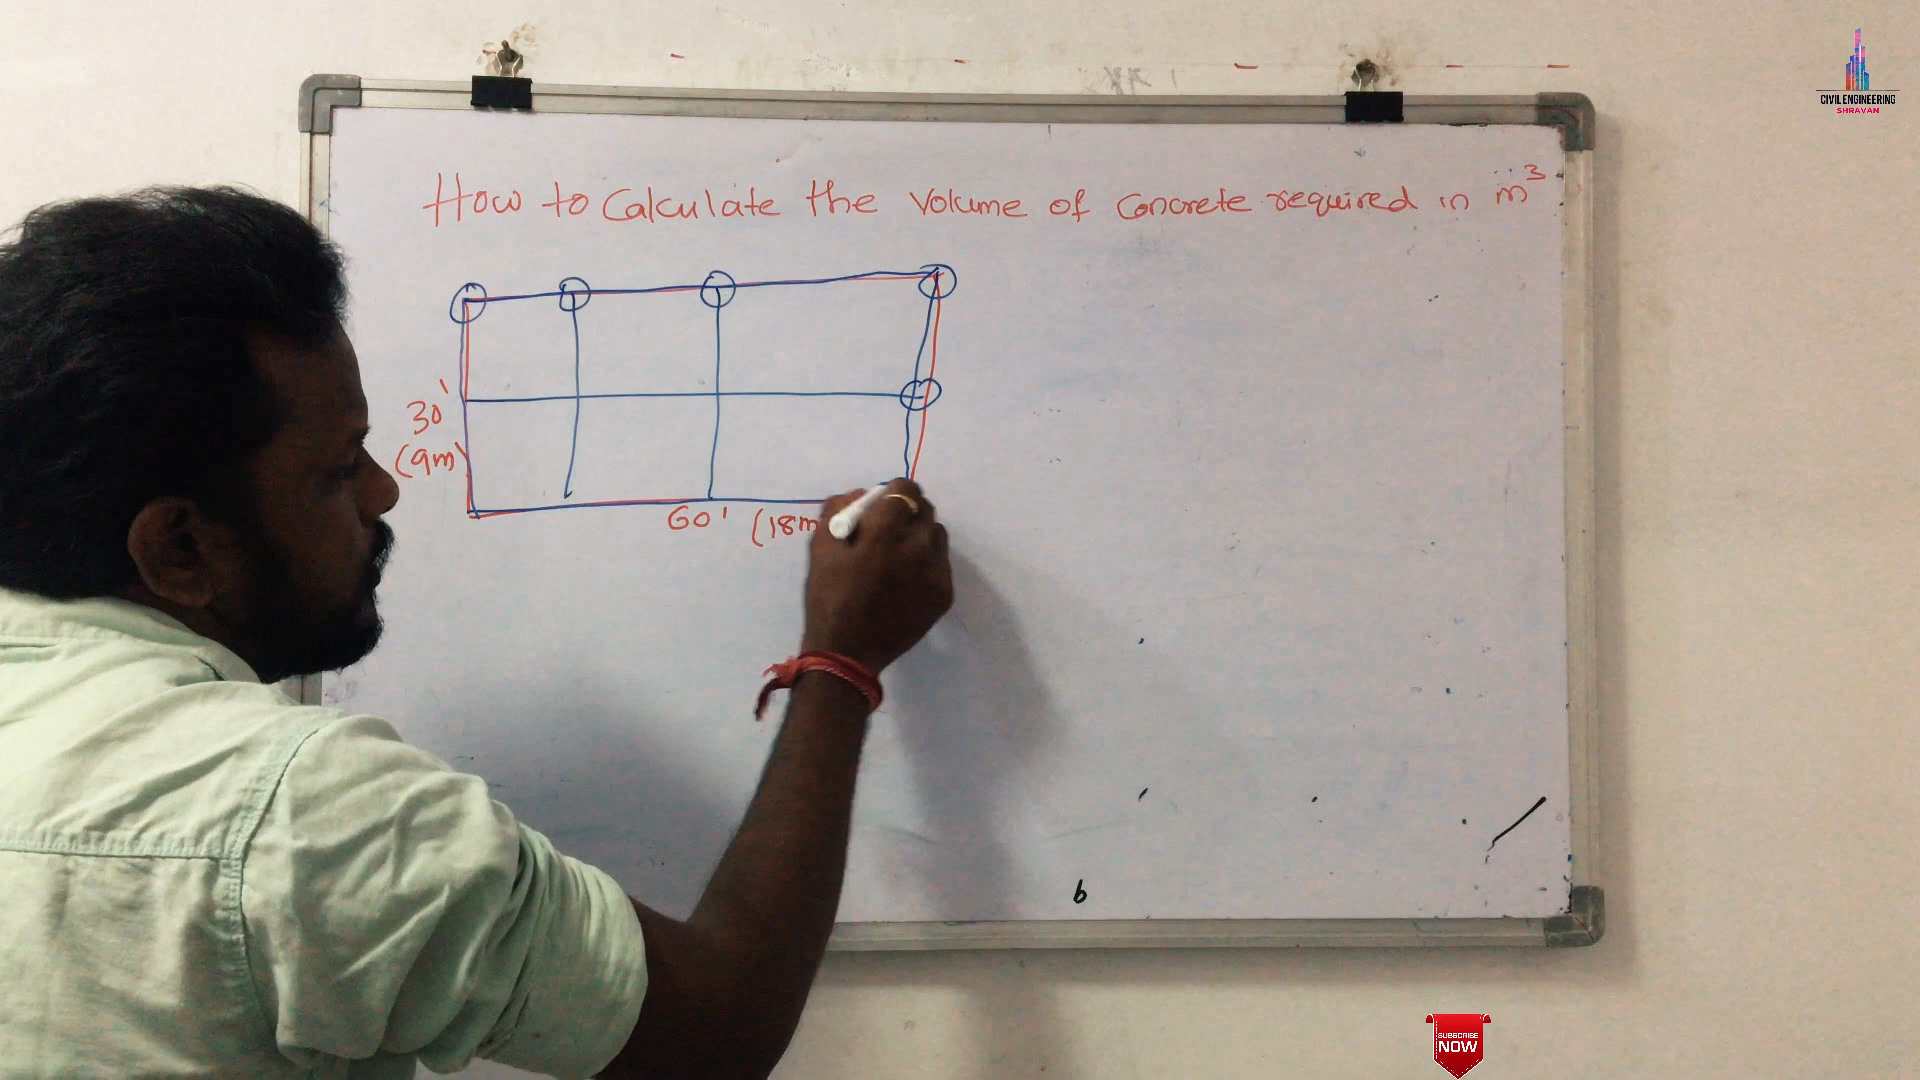 CIVIL ENGINEERING
SHRAVAN
How to Calculate the Volume of Concrete required in m³.
30'
(9m)
60' (18m
b
SUBSCRIBE
NOW